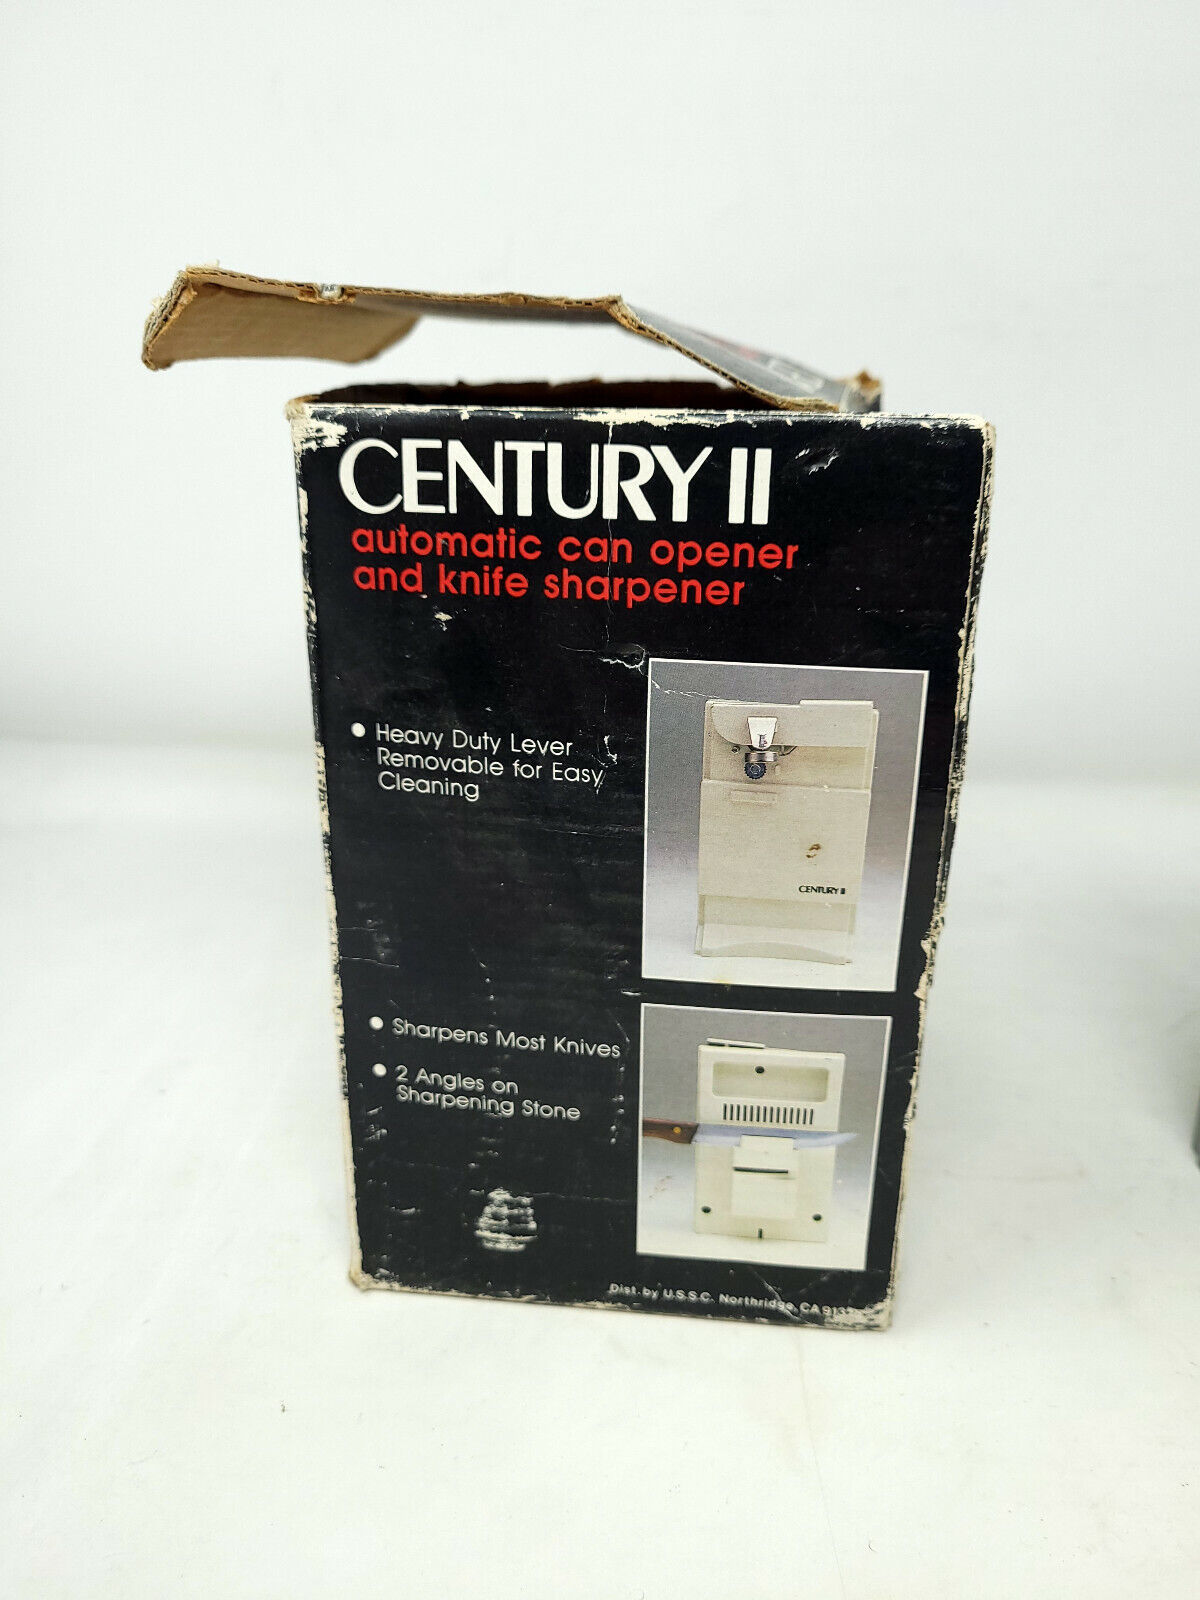 CENTURY II
automatic can opener
and knife sharpener
• Heavy Duty Lever
Removable for Easy
Cleaning
CENTURY II
• Sharpens Most Knives
• 2 Angles on
Sharpening Stone
Dist. by U.S.S.C. Northridge, CA